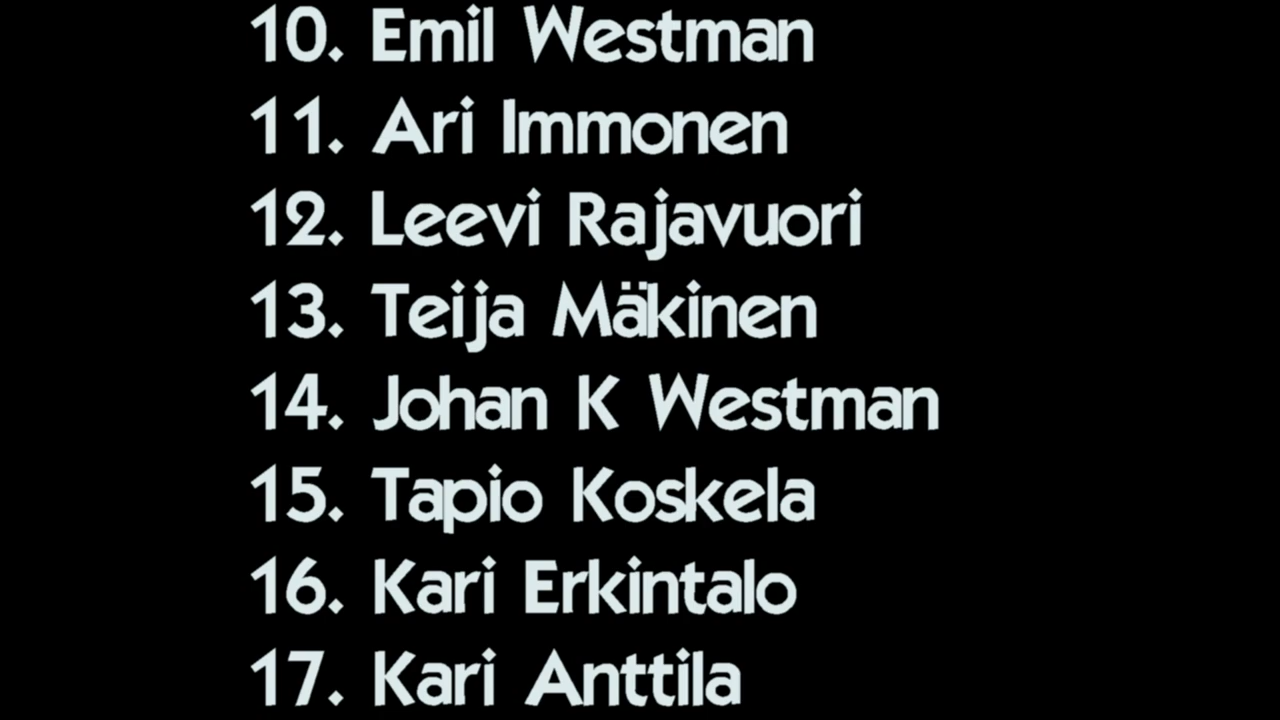 10. Emil Westman
11. Ari Immonen
12. Leevi Rajavuori
13. Teija Mäkinen
14. Johan K Westman
15. Tapio Koskela
16. Kari Erkintalo
17. Kari Anttila